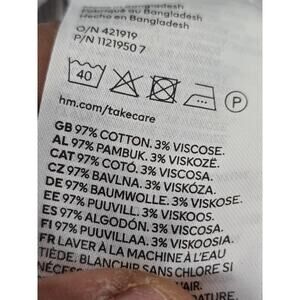 Fabriqué au Bangladesh
Hecho en Bangladesh
O/N 421919
P/N 1121950 7
40
P
hm.com/takecare
GB 97% COTTON. 3% VISCOSE.
AL 97% PAMBUK. 3% VISKOZË.
CAT 97% COTÓ. 3% VISCOSA.
CZ 97% BAVLNA. 3% VISKÓZA.
DE 97% BAUMWOLLE. 3% VISKOSE.
EE 97% PUUVILL. 3% VISKOOS.
ES 97% ALGODÓN. 3% VISCOSA.
FI 97% PUUVILLAA. 3% VISKOOSIA.
FR LAVER À LA MACHINE À L'EAU
TIÈDE, BLANCHIR SANS CHLORE SI